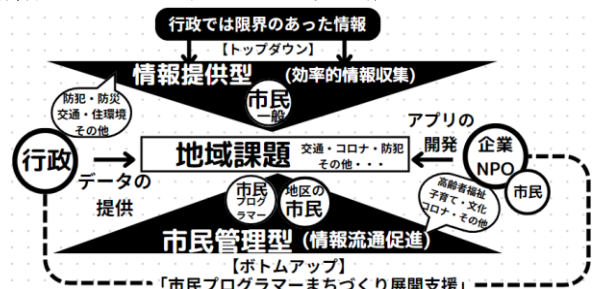 行政では限界のあった情報
【トップダウン】
情報提供型 (効率的情報収集)
市民
一般
防犯・防災
交通・住環境
その他
行政
データの
提供
地域課題
交通・コロナ・防犯
その他・・・
アプリの
開発
企業
NPO
市民
高齢者福祉
子育て・文化
コロナ・その他
市民
プログ
ラマー
地区の
市民
市民管理型 (情報流通促進)
【ボトムアップ】
「市民プログラマーまちづくり展開支援」